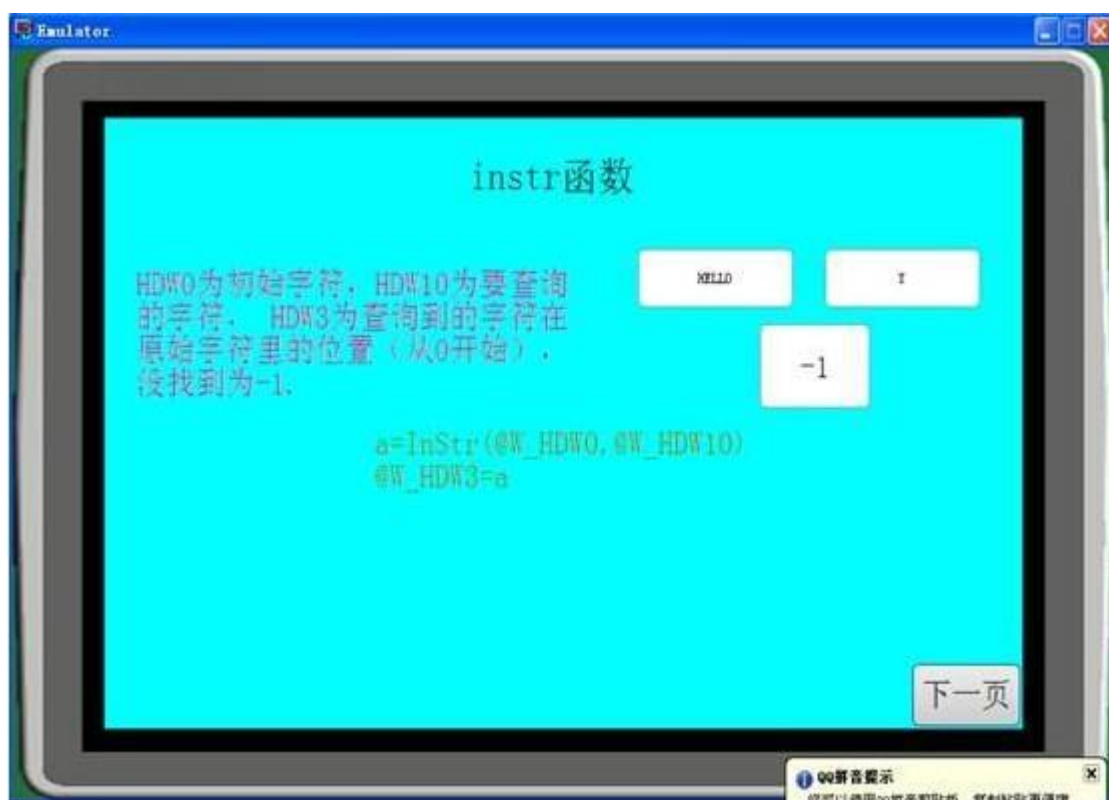 Emulator
instr函数
HDW0为初始字符，HDW10为要查询
的字符， HDW3为查询到的字符在
原始字符里的位置（从0开始），
没找到为-1.
HELLO
Y
-1
a=InStr(@W_HDW0,@W_HDW10)
@W_HDW3=a
下一页
QQ拼音提示